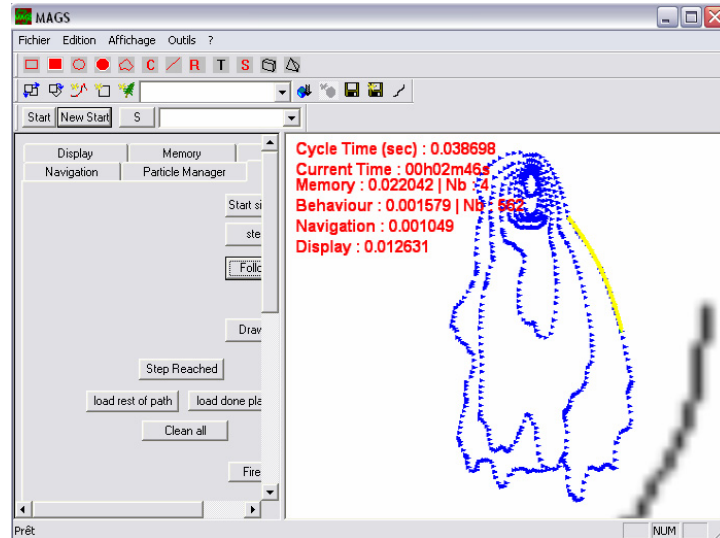 MAGS
Fichier Edition Affichage Outils ?
C R T S
Start New Start S
Display Memory
Navigation Particle Manager
Start si
ste
Follo
Draw
Step Reached
load rest of path load done pla
Clean all
Fire
Cycle Time (sec) : 0.038698
Current Time : 00h02m46s
Memory : 0.022042 | Nb : 4
Behaviour : 0.001579 | Nb : 562
Navigation : 0.001049
Display : 0.012631
Prêt NUM